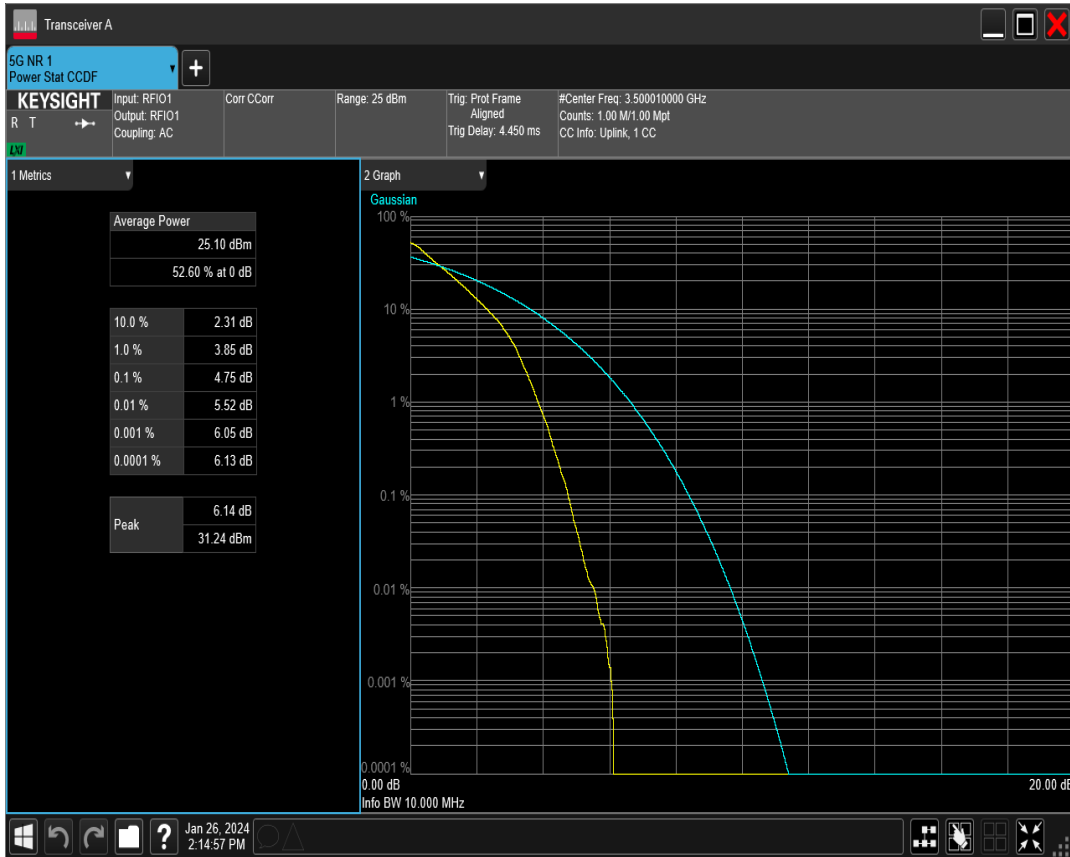 Transceiver A
5G NR 1
Power Stat CCDF
KEYSIGHT
R T
LXI
Input: RFIO1
Output: RFIO1
Coupling: AC
Corr CCorr
Range: 25 dBm
Trig: Prot Frame
Aligned
Trig Delay: 4.450 ms
#Center Freq: 3.500010000 GHz
Counts: 1.00 M/1.00 Mpt
CC Info: Uplink, 1 CC
1 Metrics
Average Power
25.10 dBm
52.60 % at 0 dB
10.0 % 2.31 dB
1.0 % 3.85 dB
0.1 % 4.75 dB
0.01 % 5.52 dB
0.001 % 6.05 dB
0.0001 % 6.13 dB
Peak
6.14 dB
31.24 dBm
2 Graph
Gaussian
100 %
10 %
1 %
0.1 %
0.01 %
0.001 %
0.0001 %
0.00 dB 20.00 dB
Info BW 10.000 MHz
?
Jan 26, 2024
2:14:57 PM